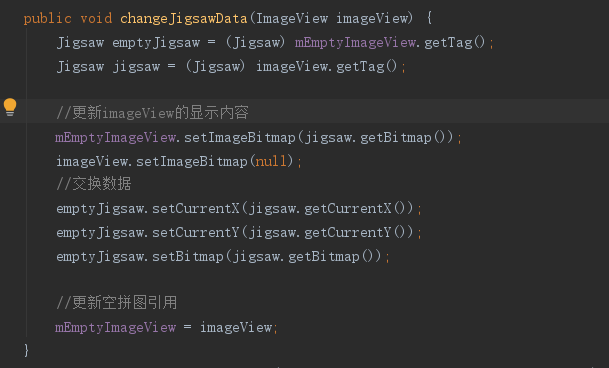 public void changeJigsawData(ImageView imageView) {
    Jigsaw emptyJigsaw = (Jigsaw) mEmptyImageView.getTag();
    Jigsaw jigsaw = (Jigsaw) imageView.getTag();

    //更新imageView的显示内容
    mEmptyImageView.setImageBitmap(jigsaw.getBitmap());
    imageView.setImageBitmap(null);
    //交换数据
    emptyJigsaw.setCurrentX(jigsaw.getCurrentX());
    emptyJigsaw.setCurrentY(jigsaw.getCurrentY());
    emptyJigsaw.setBitmap(jigsaw.getBitmap());

    //更新空拼图引用
    mEmptyImageView = imageView;
}